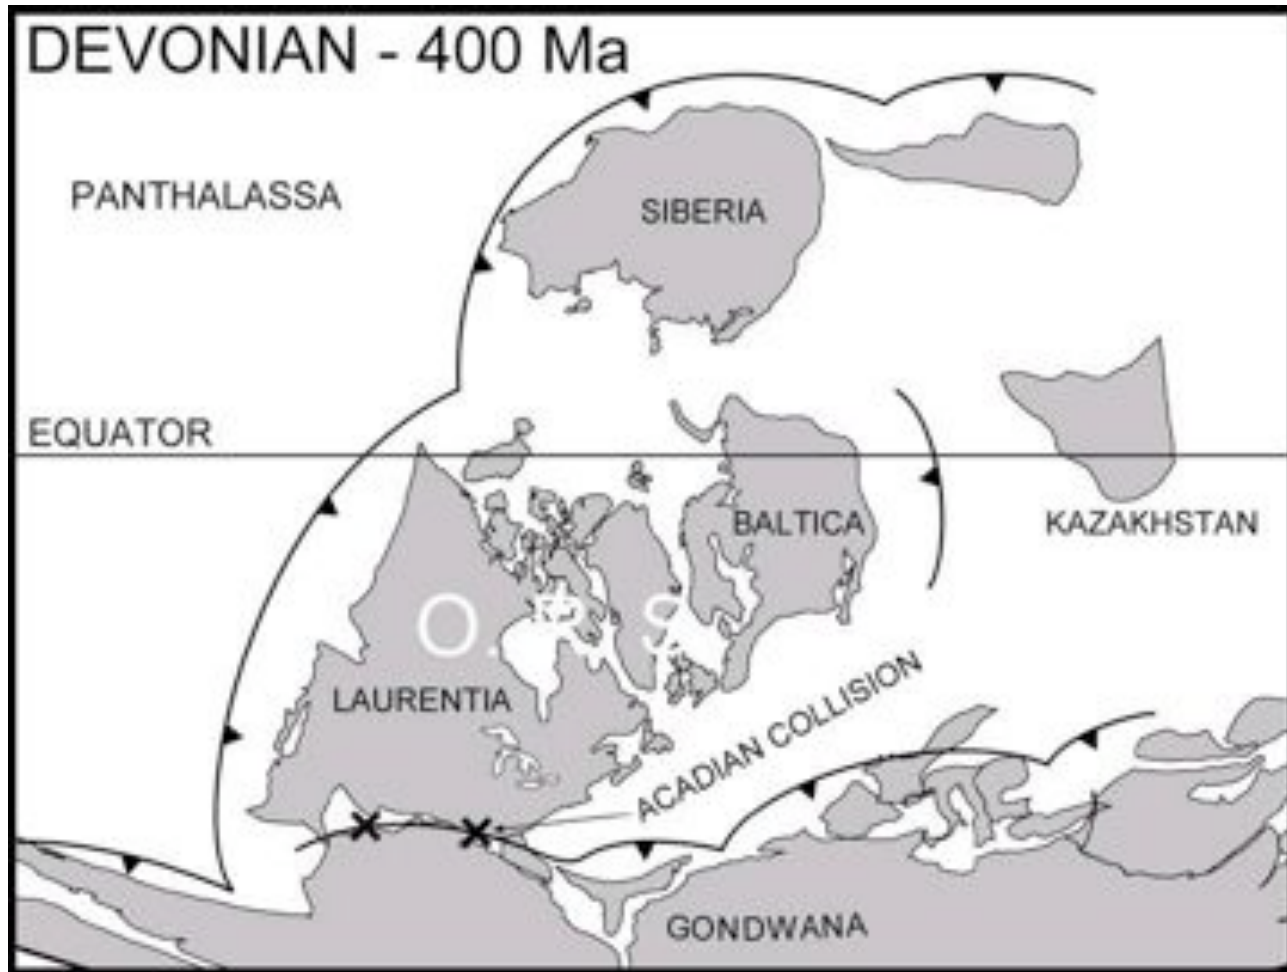 DEVONIAN - 400 Ma
PANTHALASSA
SIBERIA
EQUATOR
BALTICA
KAZAKHSTAN
O. R. S.
LAURENTIA
ACADIAN COLLISION
GONDWANA